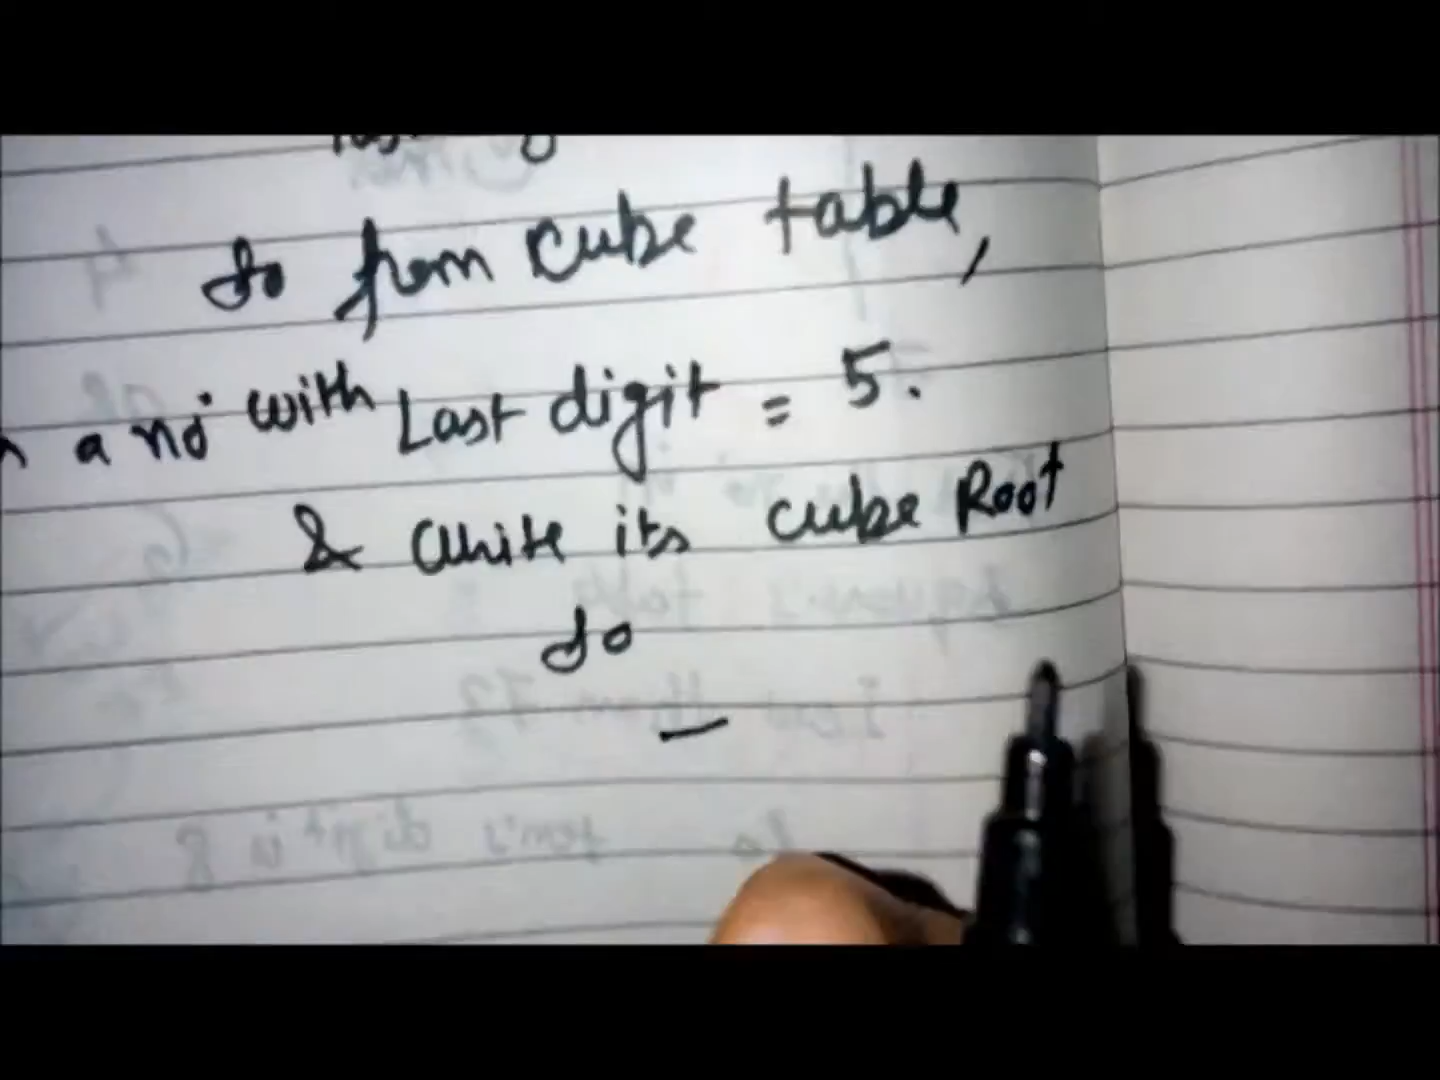 so from cube table,
a no with Last digit = 5.
& write its cube Root
so